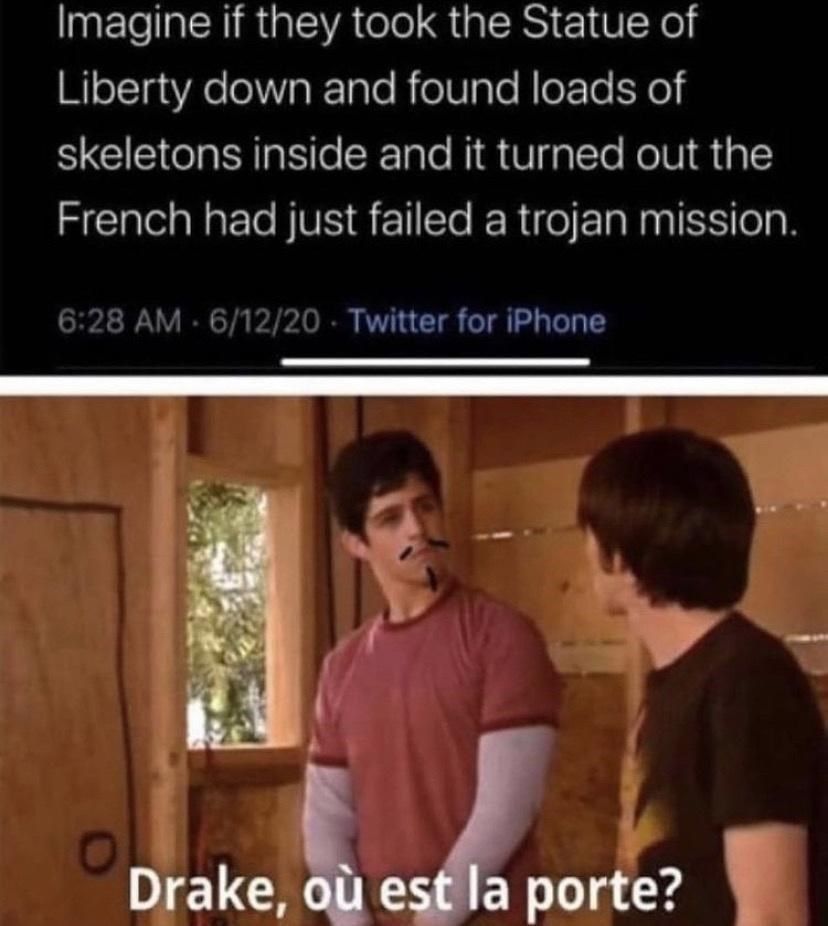 Imagine if they took the Statue of
Liberty down and found loads of
skeletons inside and it turned out the
French had just failed a trojan mission.
6:28 AM · 6/12/20 · Twitter for iPhone
Drake, où est la porte?